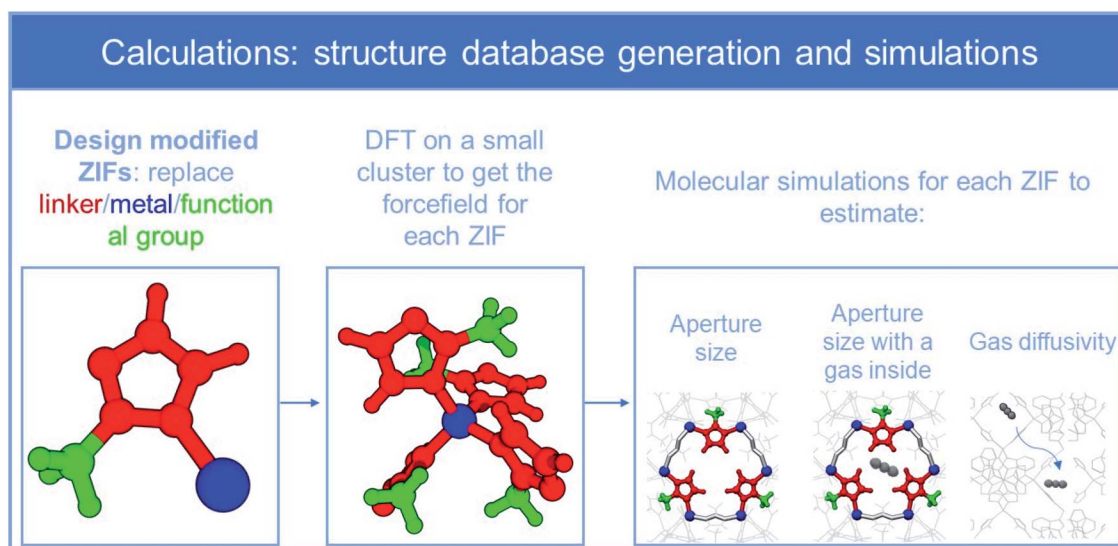 Calculations: structure database generation and simulations
Design modified
ZIFs: replace
linker/metal/function
al group
DFT on a small
cluster to get the
forcefield for
each ZIF
Molecular simulations for each ZIF to
estimate:
Aperture
size
Aperture
size with a
gas inside
Gas diffusivity